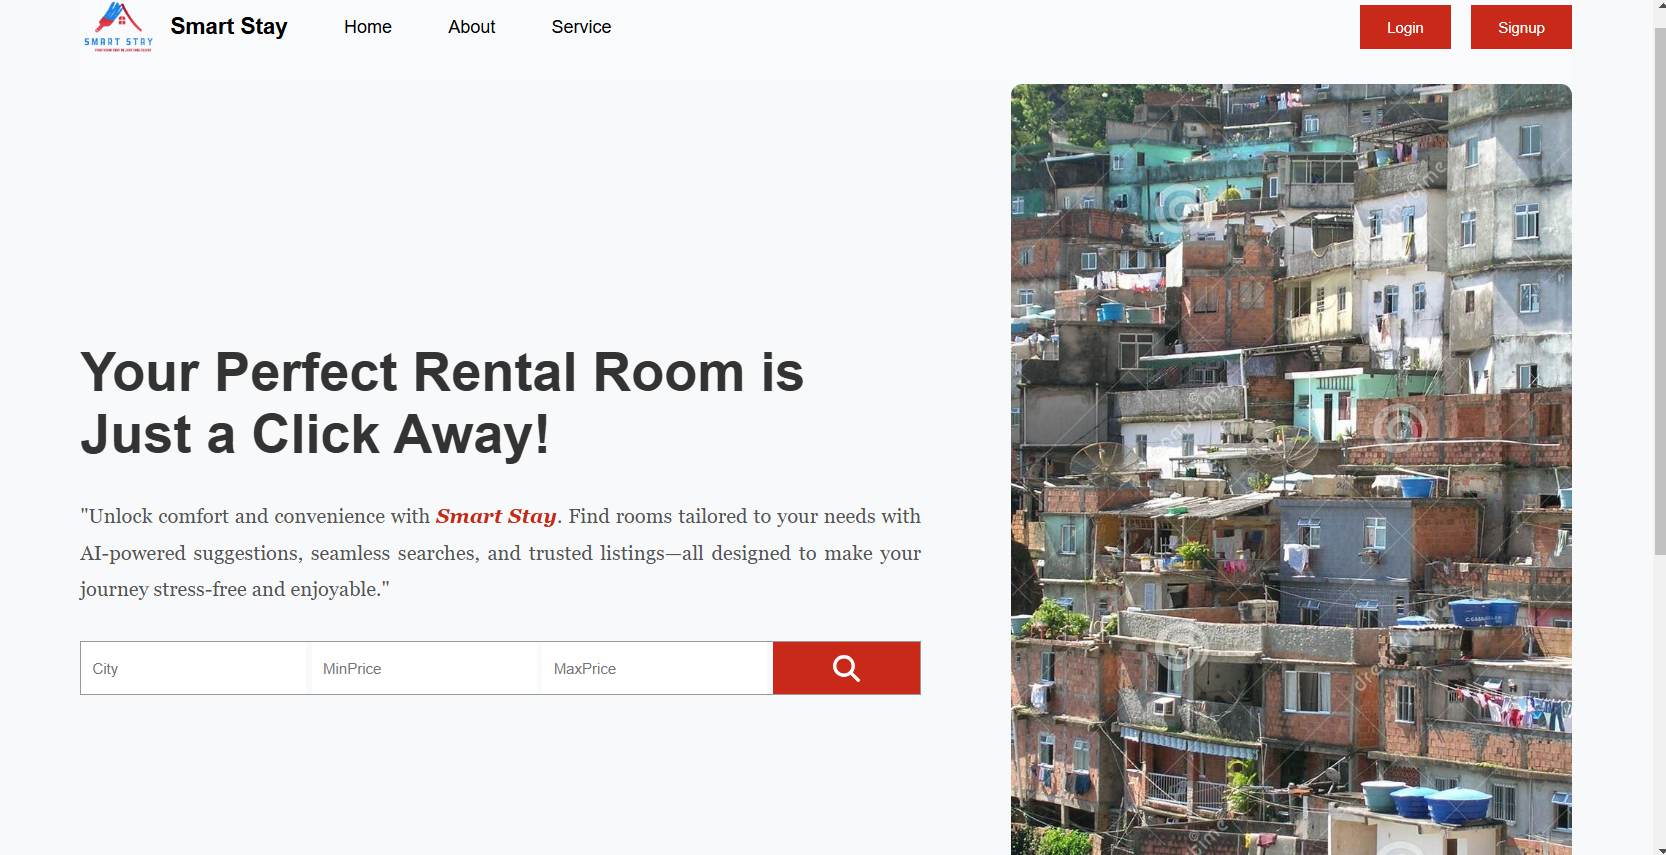 SMART STAY
Smart Stay
Home
About
Service
Login
Signup
Your Perfect Rental Room is
Just a Click Away!
"Unlock comfort and convenience with Smart Stay. Find rooms tailored to your needs with
AI-powered suggestions, seamless searches, and trusted listings—all designed to make your
journey stress-free and enjoyable."
City
MinPrice
MaxPrice